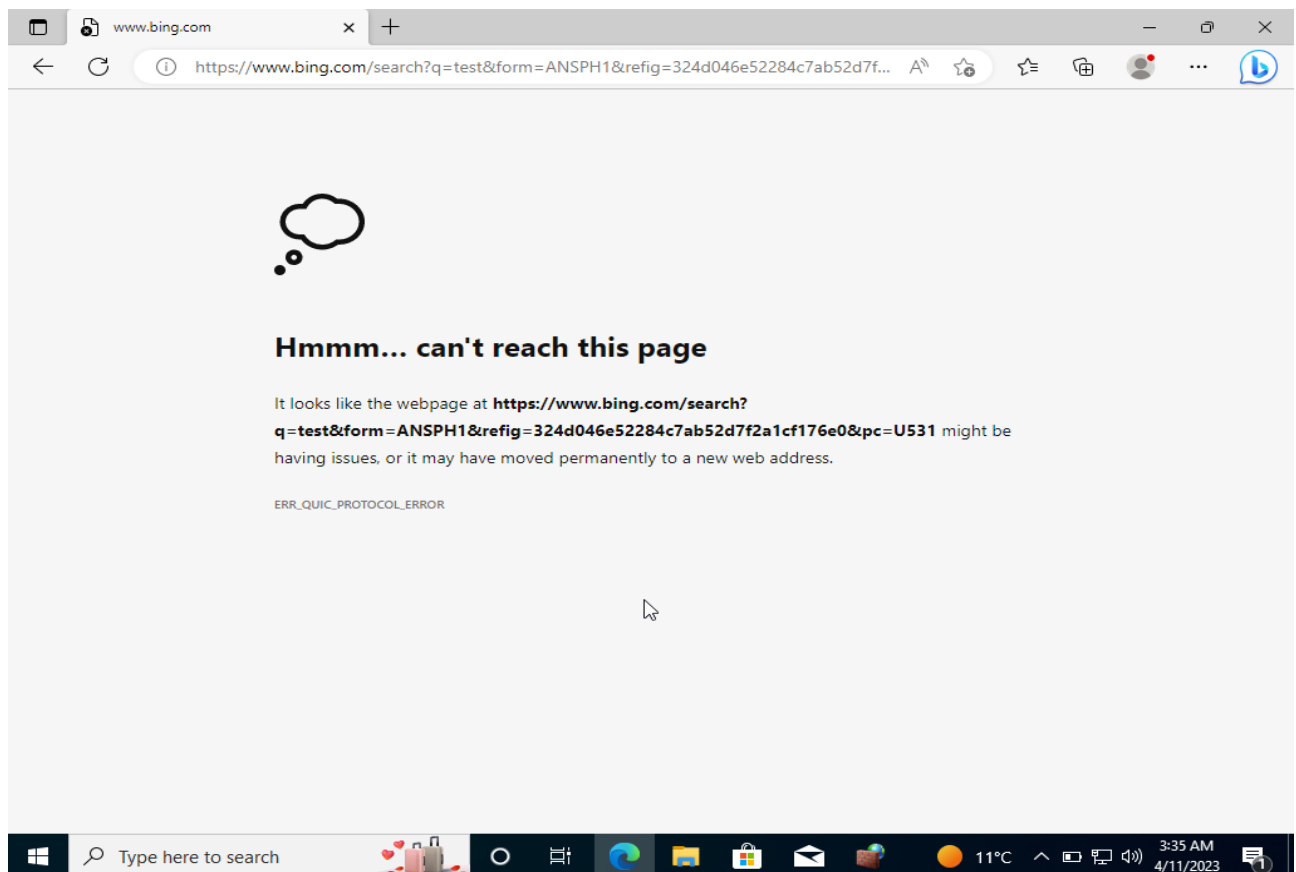 www.bing.com
https://www.bing.com/search?q=test&form=ANSPH1&refig=324d046e52284c7ab52d7f...
Hmmm... can't reach this page
It looks like the webpage at https://www.bing.com/search?
q=test&form=ANSPH1&refig=324d046e52284c7ab52d7f2a1cf176e0&pc=U531 might be
having issues, or it may have moved permanently to a new web address.
ERR_QUIC_PROTOCOL_ERROR
Type here to search
11°C
3:35 AM
4/11/2023
1